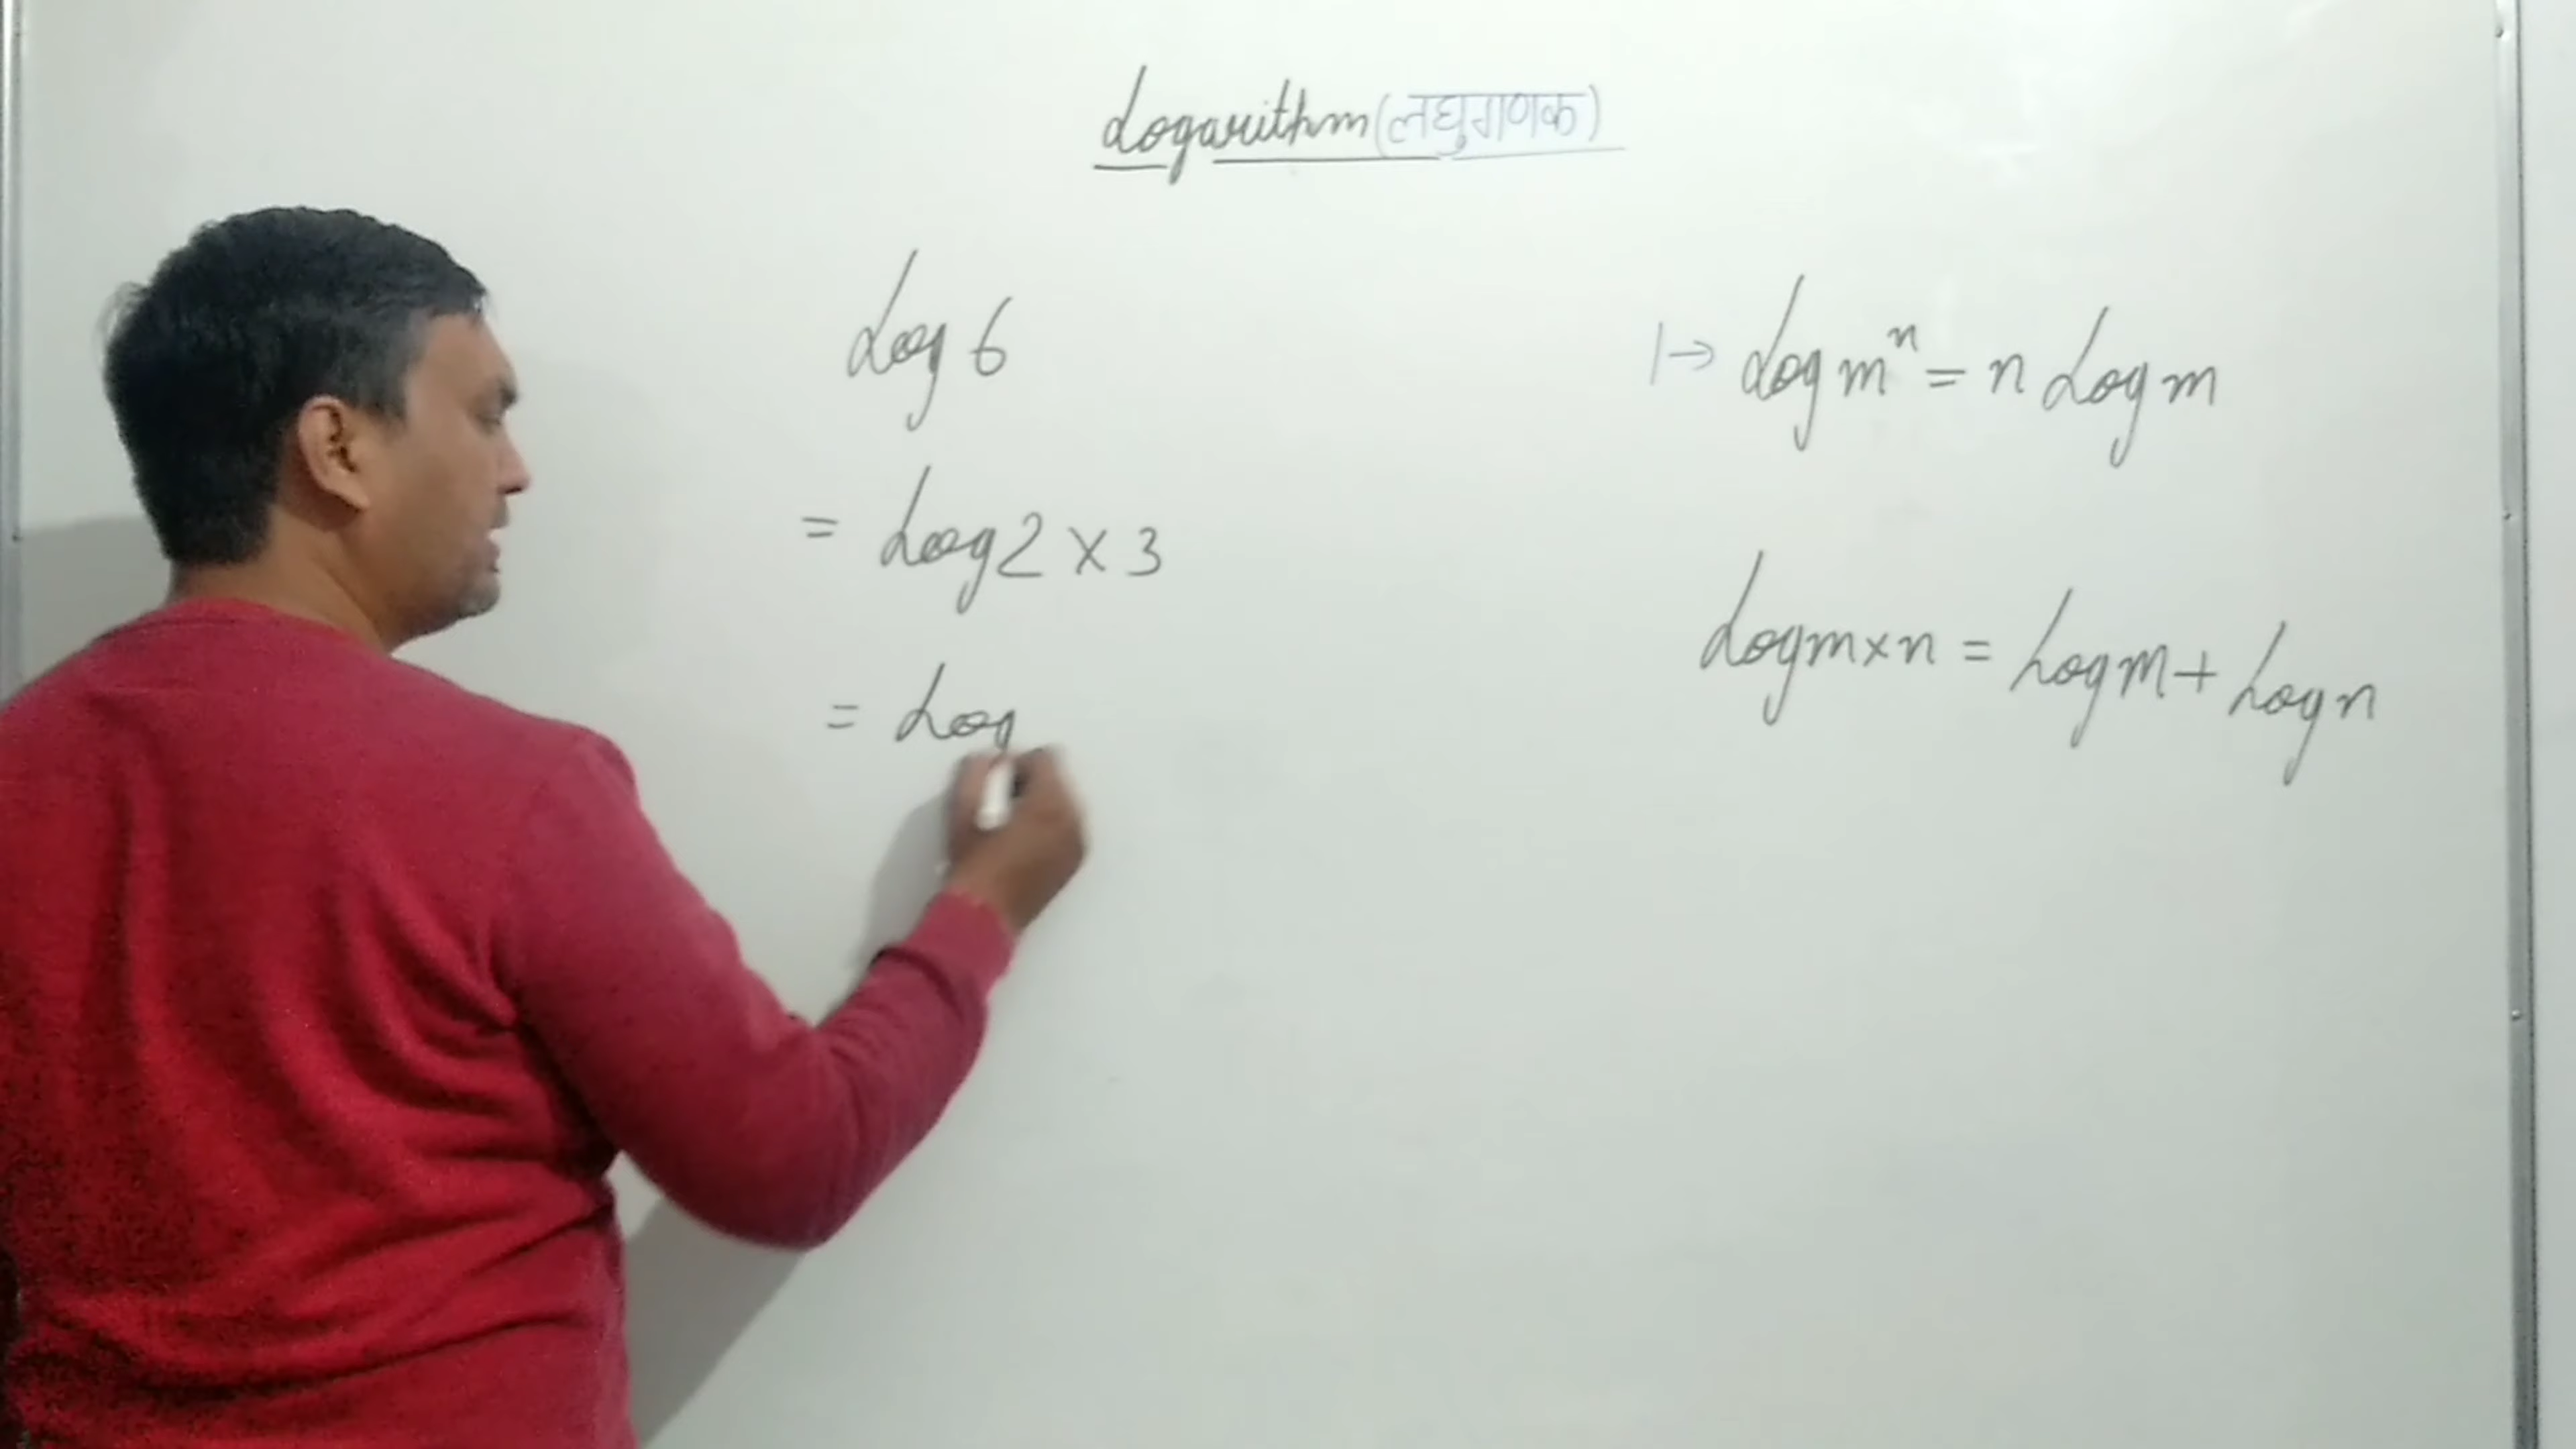 Logarithm (लघुगणक)
Log 6
= Log 2 × 3
= Log
1→ Log mⁿ = n Log m
Log m×n = Log m + Log n